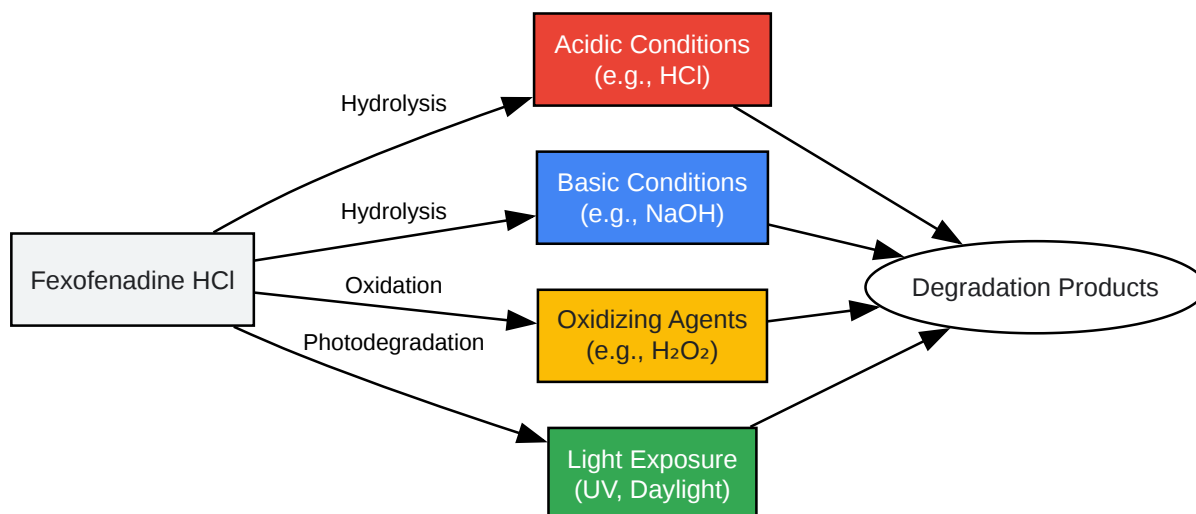 Acidic Conditions
(e.g., HCl)
Hydrolysis
Basic Conditions
(e.g., NaOH)
Hydrolysis
Fexofenadine HCl
Oxidation
Degradation Products
Oxidizing Agents
(e.g., H₂O₂)
Photodegradation
Light Exposure
(UV, Daylight)